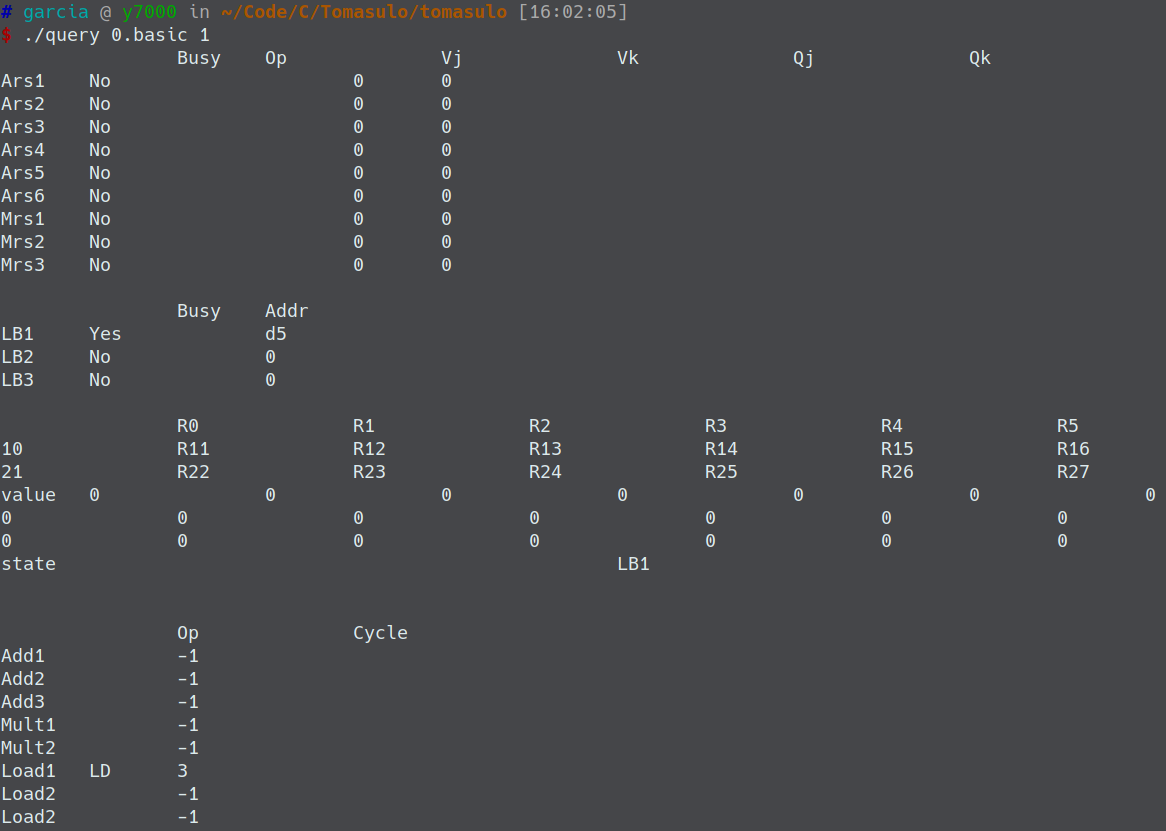 # garcia @ y7000 in ~/Code/C/Tomasulo/tomasulo [16:02:05]
$ ./query 0.basic 1
Busy Op Vj Vk Qj Qk
Ars1 No 0 0
Ars2 No 0 0
Ars3 No 0 0
Ars4 No 0 0
Ars5 No 0 0
Ars6 No 0 0
Mrs1 No 0 0
Mrs2 No 0 0
Mrs3 No 0 0
Busy Addr
LB1 Yes d5
LB2 No 0
LB3 No 0
R0 R1 R2 R3 R4 R5
10 R11 R12 R13 R14 R15 R16
21 R22 R23 R24 R25 R26 R27
value 0 0 0 0 0 0 0
0 0 0 0 0 0 0
0 0 0 0 0 0 0
state LB1
Op Cycle
Add1 -1
Add2 -1
Add3 -1
Mult1 -1
Mult2 -1
Load1 LD 3
Load2 -1
Load2 -1